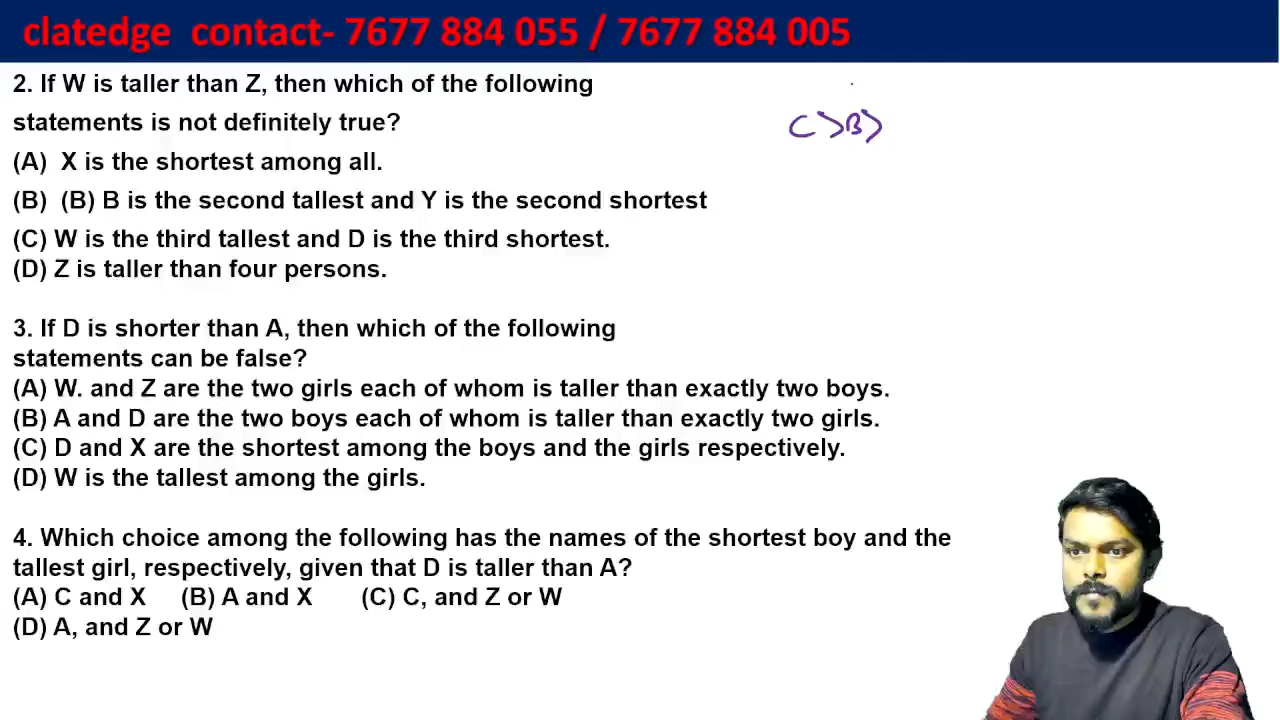 clatedge contact- 7677 884 055 / 7677 884 005
2. If W is taller than Z, then which of the following
statements is not definitely true?
C>B>
(A) X is the shortest among all.
(B) (B) B is the second tallest and Y is the second shortest
(C) W is the third tallest and D is the third shortest.
(D) Z is taller than four persons.
3. If D is shorter than A, then which of the following
statements can be false?
(A) W. and Z are the two girls each of whom is taller than exactly two boys.
(B) A and D are the two boys each of whom is taller than exactly two girls.
(C) D and X are the shortest among the boys and the girls respectively.
(D) W is the tallest among the girls.
4. Which choice among the following has the names of the shortest boy and the
tallest girl, respectively, given that D is taller than A?
(A) C and X (B) A and X (C) C, and Z or W
(D) A, and Z or W